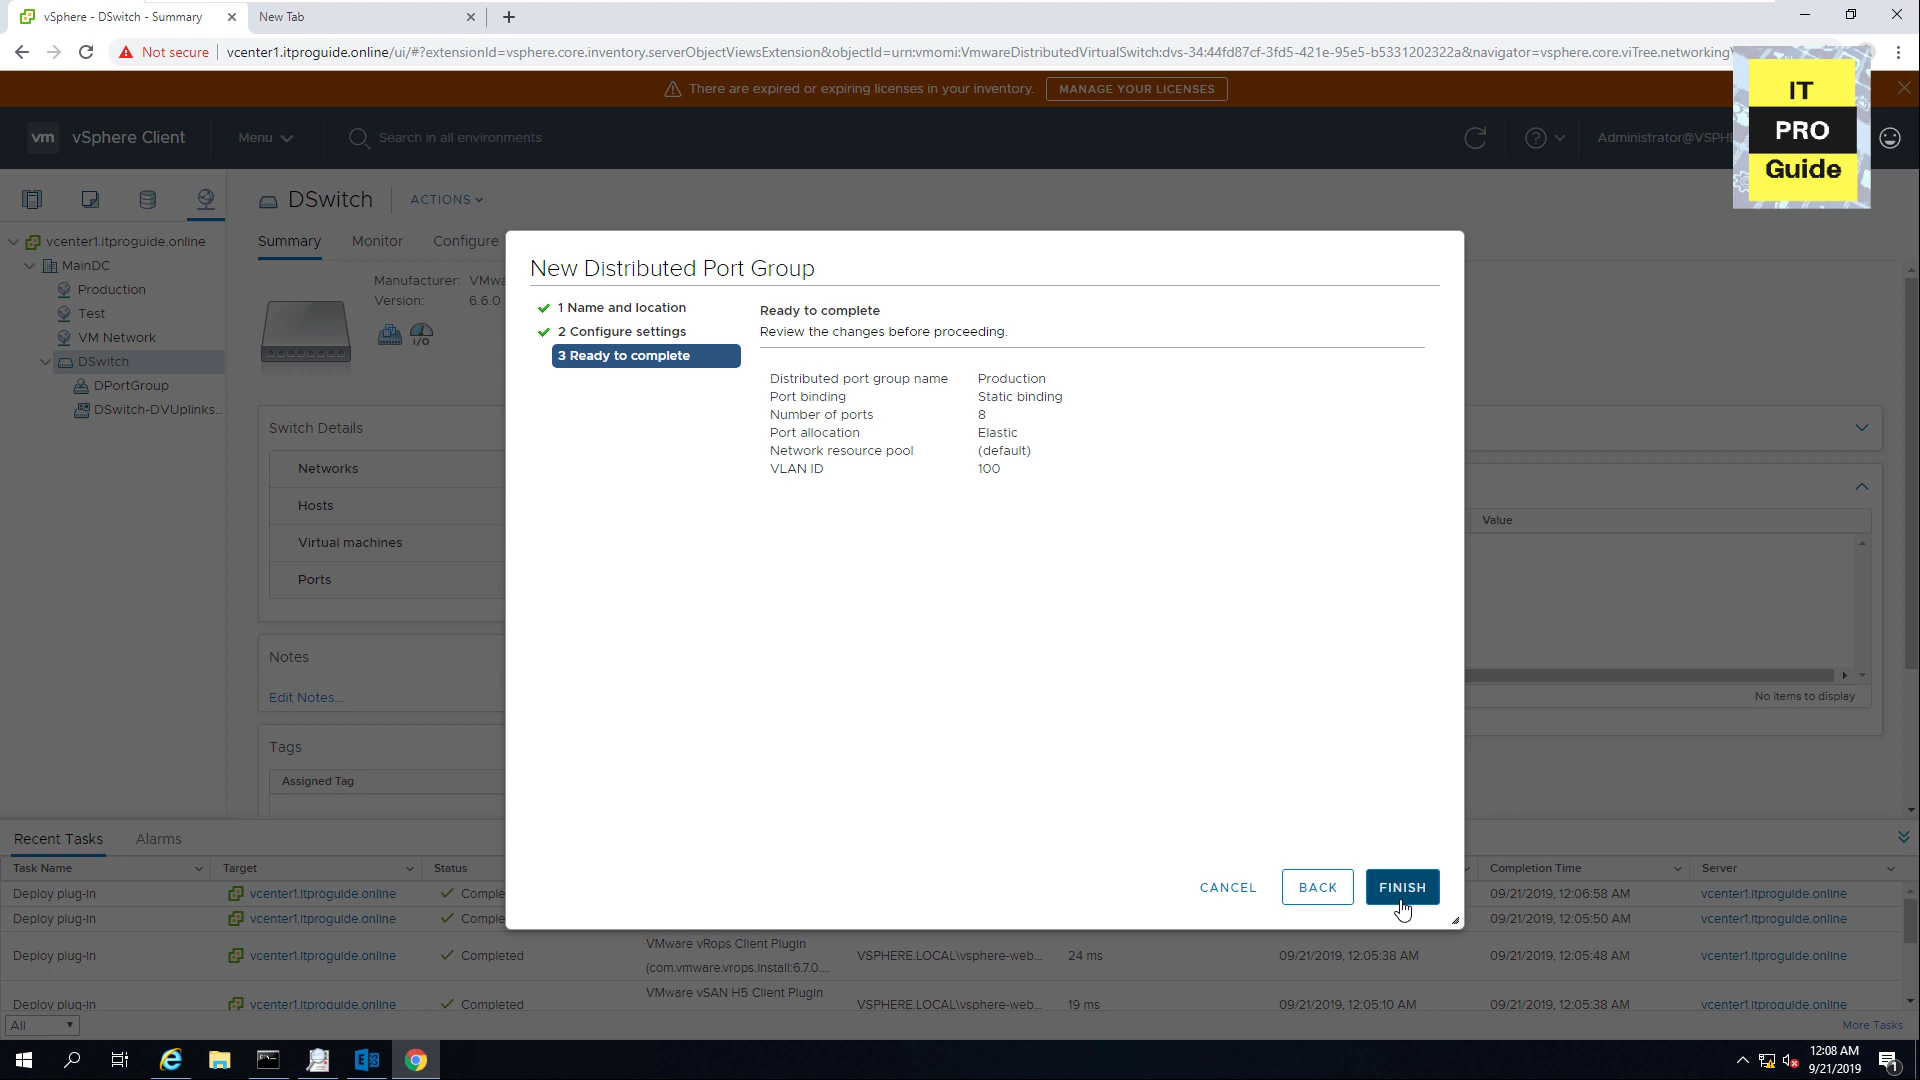 vSphere - DSwitch - Summary
New Tab
Not secure
vcenter1.itproguide.online/ui/#?extensionId=vsphere.core.inventory.serverObjectViewsExtension&objectId=urn:vmomi:VmwareDistributedVirtualSwitch:dvs-34:44fd87cf-3fd5-421e-95e5-b5331202322a&navigator=vsphere.core.viTree.networking
There are expired or expiring licenses in your inventory.
MANAGE YOUR LICENSES
IT
PRO
Guide
vm
vSphere Client
Menu
Search in all environments
Administrator@VSPHE
DSwitch
ACTIONS
Summary
Monitor
Configure
vcenter1.itproguide.online
MainDC
Production
Test
VM Network
DSwitch
DPortGroup
DSwitch-DVUplinks...
Manufacturer: VMwa
Version: 6.6.0
I/O
Switch Details
Networks
Hosts
Virtual machines
Ports
Notes
Edit Notes...
Tags
Assigned Tag
Value
No items to display
New Distributed Port Group
1 Name and location
2 Configure settings
3 Ready to complete
Ready to complete
Review the changes before proceeding.
Distributed port group name Production
Port binding Static binding
Number of ports 8
Port allocation Elastic
Network resource pool (default)
VLAN ID 100
CANCEL
BACK
FINISH
Recent Tasks
Alarms
Task Name Target Status Completion Time Server
Deploy plug-in vcenter1.itproguide.online Comple 09/21/2019, 12:06:58 AM vcenter1.itproguide.online
Deploy plug-in vcenter1.itproguide.online Comple 09/21/2019, 12:05:50 AM vcenter1.itproguide.online
VMware vRops Client Plugin
Deploy plug-in vcenter1.itproguide.online Completed VSPHERE.LOCAL\vsphere-web... 24 ms 09/21/2019, 12:05:38 AM 09/21/2019, 12:05:48 AM vcenter1.itproguide.online
(com.vmware.vrops.install:6.7.0....
VMware vSAN H5 Client Plugin
Deploy plug-in vcenter1.itproguide.online Completed VSPHERE.LOCAL\vsphere-web... 19 ms 09/21/2019, 12:05:10 AM 09/21/2019, 12:05:38 AM vcenter1.itproguide.online
All
More Tasks
12:08 AM
9/21/2019
1